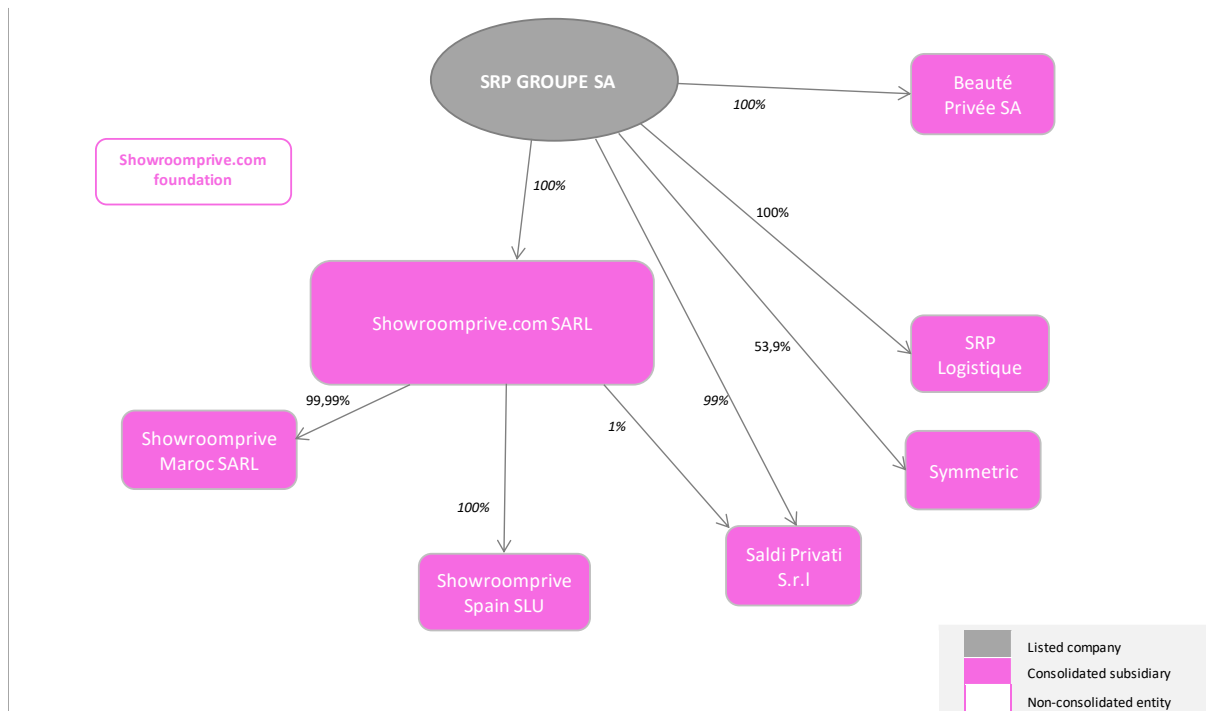 SRP GROUPE SA
Beauté
Privée SA
100%
Showroomprive.com
foundation
100%
100%
Showroomprive.com SARL
53,9%
SRP
Logistique
99,99%
99%
1%
Showroomprive
Maroc SARL
Symmetric
100%
Saldi Privati
S.r.l
Showroomprive
Spain SLU
Listed company
Consolidated subsidiary
Non-consolidated entity